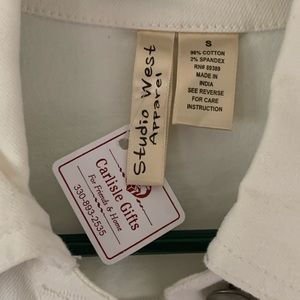 Studio West
Apparel
S
98% COTTON
2% SPANDEX
RN# 89389
MADE IN
INDIA
SEE REVERSE
FOR CARE
INSTRUCTION
Carlisle Gifts
For Friends & Home
330-893-2535